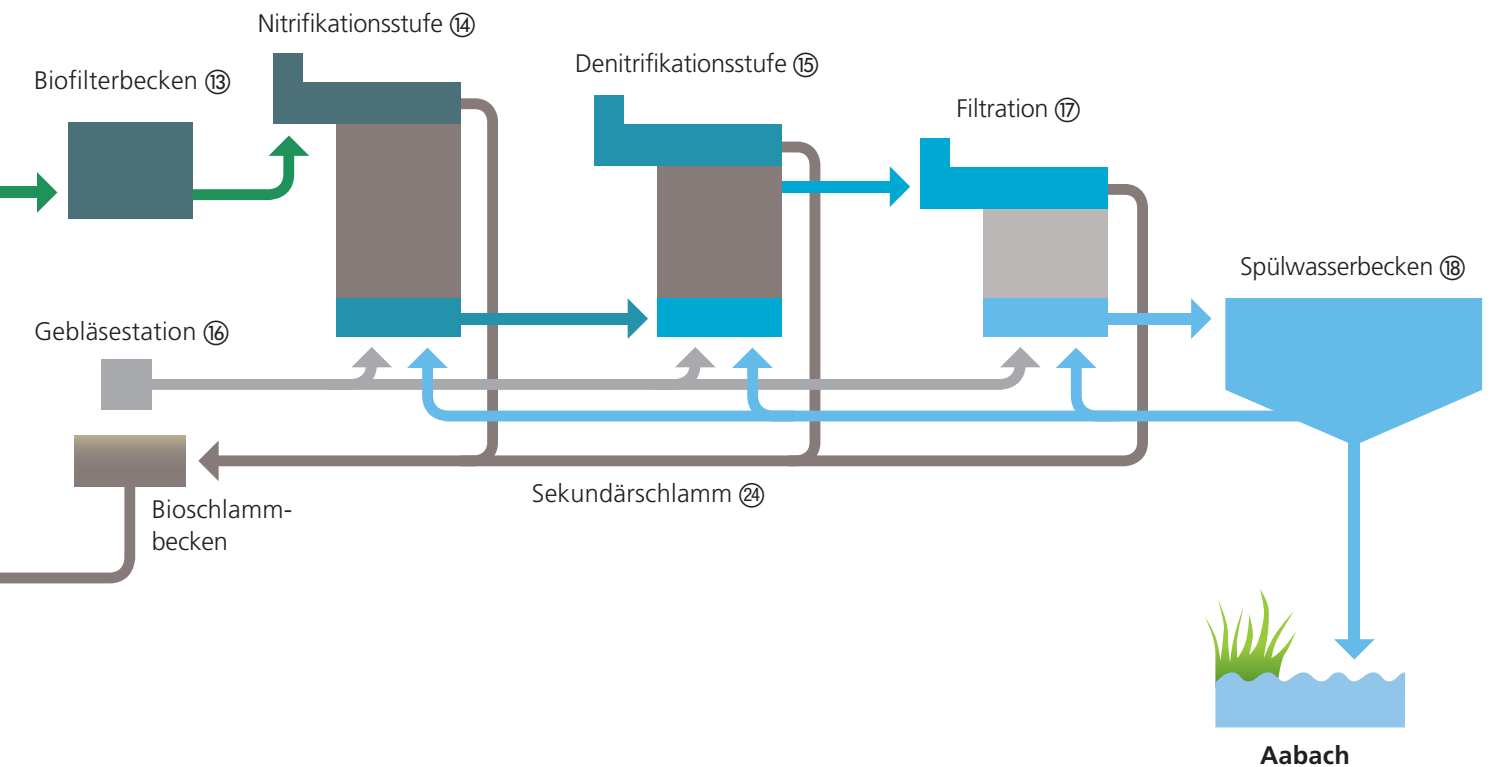 Nitrifikationsstufe ⑭
Denitrifikationsstufe ⑮
Biofilterbecken ⑬
Filtration ⑰
Spülwasserbecken ⑱
Gebläsestation ⑯
Sekundärschlamm ㉔
Bioschlamm-
becken
Aabach